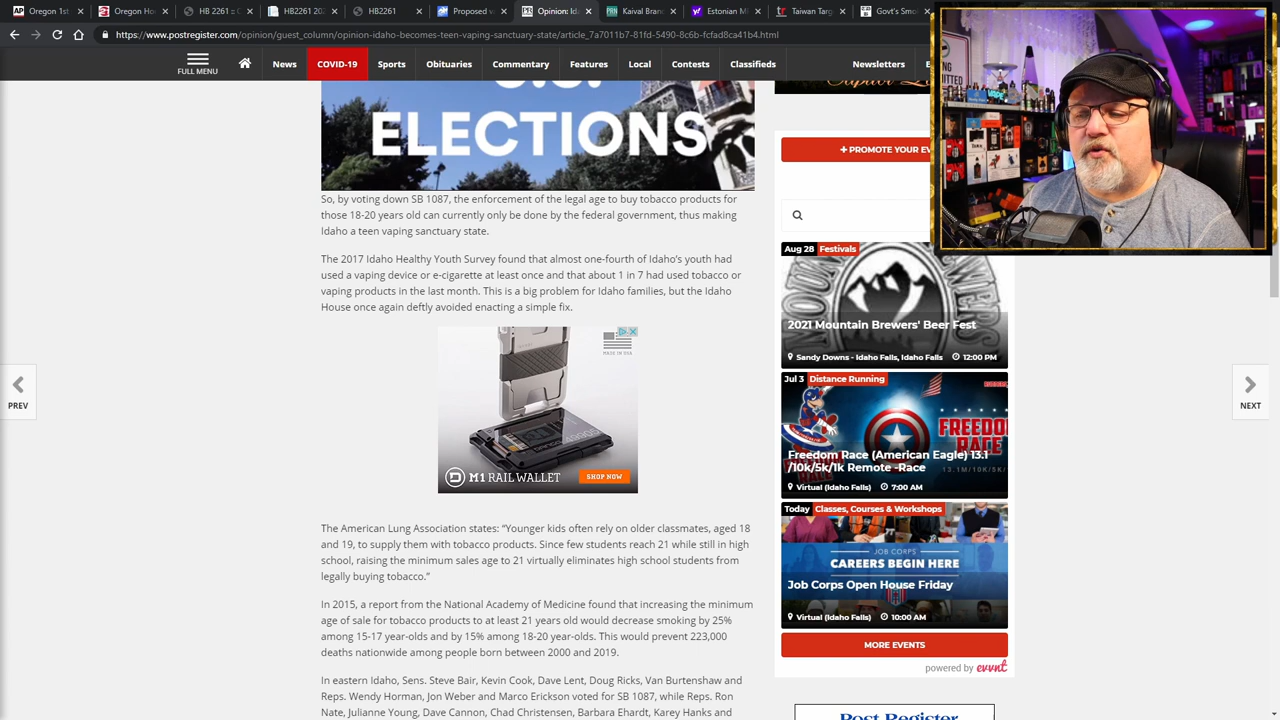 Oregon 1st
Oregon Ho
HB 2261 –
HB2261 20
Altered sta
Opinion: Id
Kaival Bran
Estonian M
Taiwan Targ
Govt's Smo
https://www.postregister.com/opinion/guest_column/opinion-idaho-becomes-teen-vaping-sanctuary-state/article_7a7011b7-81fd-5490-8c6b-fcfad8ca41b4.html
FULL MENU
News
COVID-19
Sports
Obituaries
Commentary
Features
Local
Contests
Classifieds
Newsletters
ELECTIONS
So, by voting down SB 1087, the enforcement of the legal age to buy tobacco products for
those 18-20 years old can currently only be done by the federal government, thus making
Idaho a teen vaping sanctuary state.
The 2017 Idaho Healthy Youth Survey found that almost one-fourth of Idaho's youth had
used a vaping device or e-cigarette at least once and that about 1 in 7 had used tobacco or
vaping products in the last month. This is a big problem for Idaho families, but the Idaho
House once again deftly avoided enacting a simple fix.
MADE IN USA
M1 RAIL WALLET
SHOP NOW
The American Lung Association states: "Younger kids often rely on older classmates, aged 18
and 19, to supply them with tobacco products. Since few students reach 21 while still in high
school, raising the minimum sales age to 21 virtually eliminates high school students from
legally buying tobacco."
In 2015, a report from the National Academy of Medicine found that increasing the minimum
age of sale for tobacco products to at least 21 years old would decrease smoking by 25%
among 15-17 year-olds and by 15% among 18-20 year-olds. This would prevent 223,000
deaths nationwide among people born between 2000 and 2019.
In eastern Idaho, Sens. Steve Bair, Kevin Cook, Dave Lent, Doug Ricks, Van Burtenshaw and
Reps. Wendy Horman, Jon Weber and Marco Erickson voted for SB 1087, while Reps. Ron
Nate, Julianne Young, Dave Cannon, Chad Christensen, Barbara Ehardt, Karey Hanks and
PREV
NEXT
+ PROMOTE YOUR EV
Aug 28 Festivals
2021 Mountain Brewers' Beer Fest
Sandy Downs - Idaho Falls, Idaho Falls 12:00 PM
Jul 3 Distance Running
FREEDOM
RACE
13.1M/10K/5K/
Freedom Race (American Eagle) 13.1
/10k/5k/1k Remote -Race
Virtual (Idaho Falls) 7:00 AM
Today Classes, Courses & Workshops
JOB CORPS
CAREERS BEGIN HERE
Job Corps Open House Friday
Virtual (Idaho Falls) 10:00 AM
MORE EVENTS
powered by evvnt
Post Register